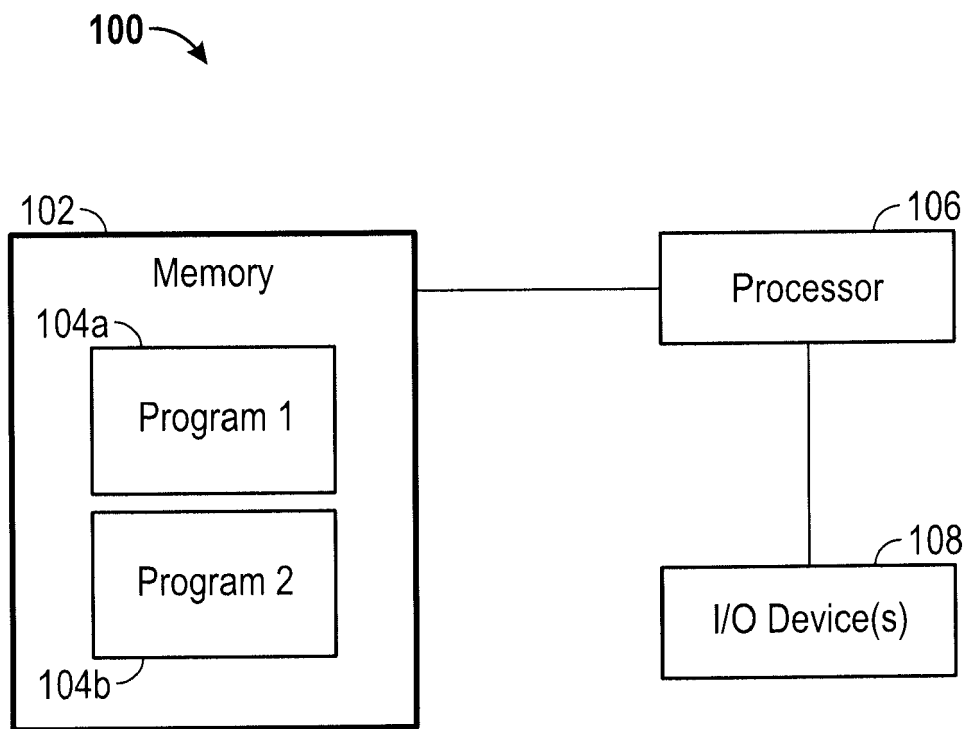 100
102
Memory
104a
Program 1
Program 2
104b
106
Processor
108
I/O Device(s)